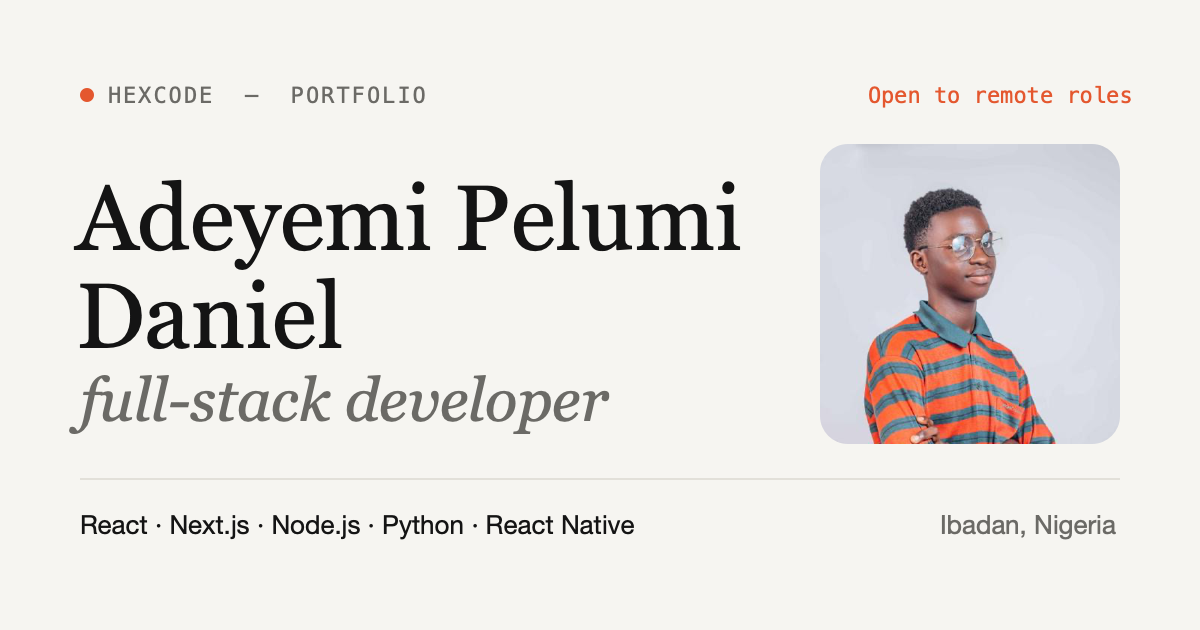 HEXCODE — PORTFOLIO
Open to remote roles
Adeyemi Pelumi
Daniel
full-stack developer
React · Next.js · Node.js · Python · React Native
Ibadan, Nigeria